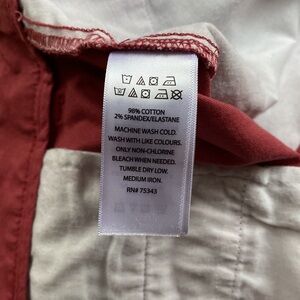 98% COTTON
2% SPANDEX/ELASTANE
MACHINE WASH COLD.
WASH WITH LIKE COLOURS.
ONLY NON-CHLORINE
BLEACH WHEN NEEDED.
TUMBLE DRY LOW.
MEDIUM IRON.
RN# 75343